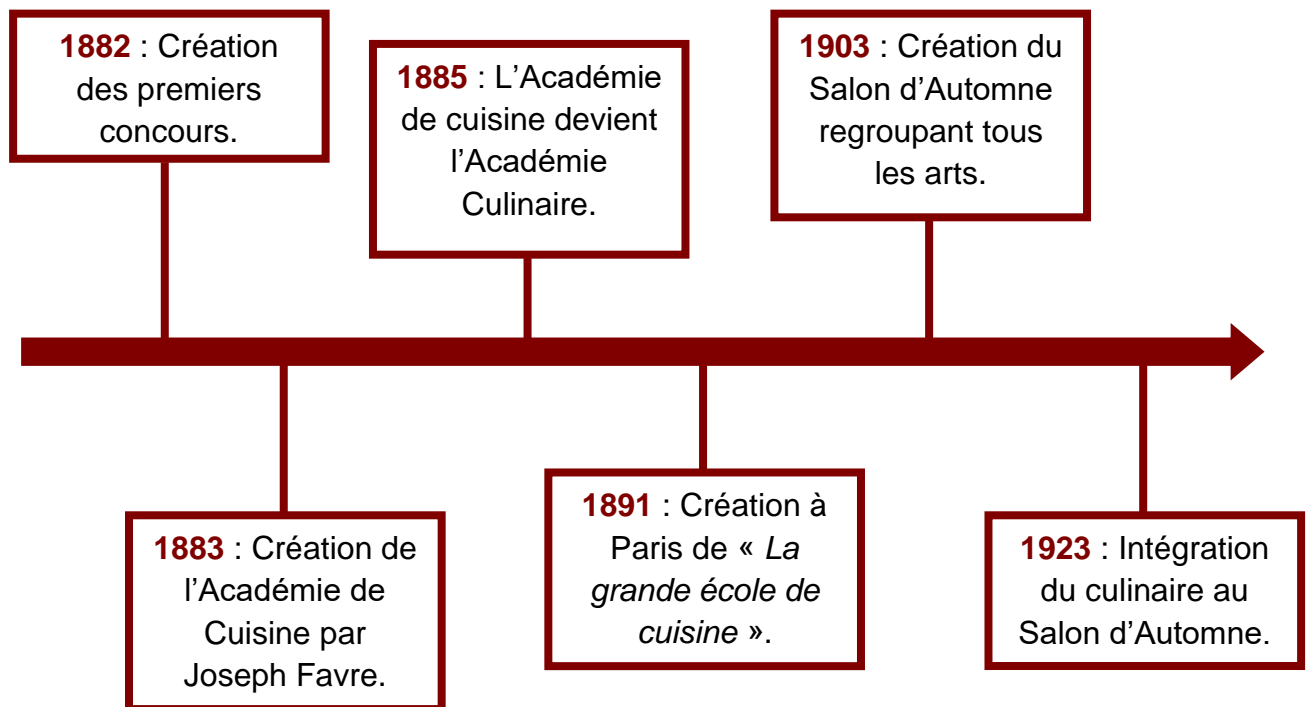 1882 : Création
des premiers
concours.
1885 : L’Académie
de cuisine devient
l’Académie
Culinaire.
1903 : Création du
Salon d’Automne
regroupant tous
les arts.
1883 : Création de
l’Académie de
Cuisine par
Joseph Favre.
1891 : Création à
Paris de « La
grande école de
cuisine ».
1923 : Intégration
du culinaire au
Salon d’Automne.